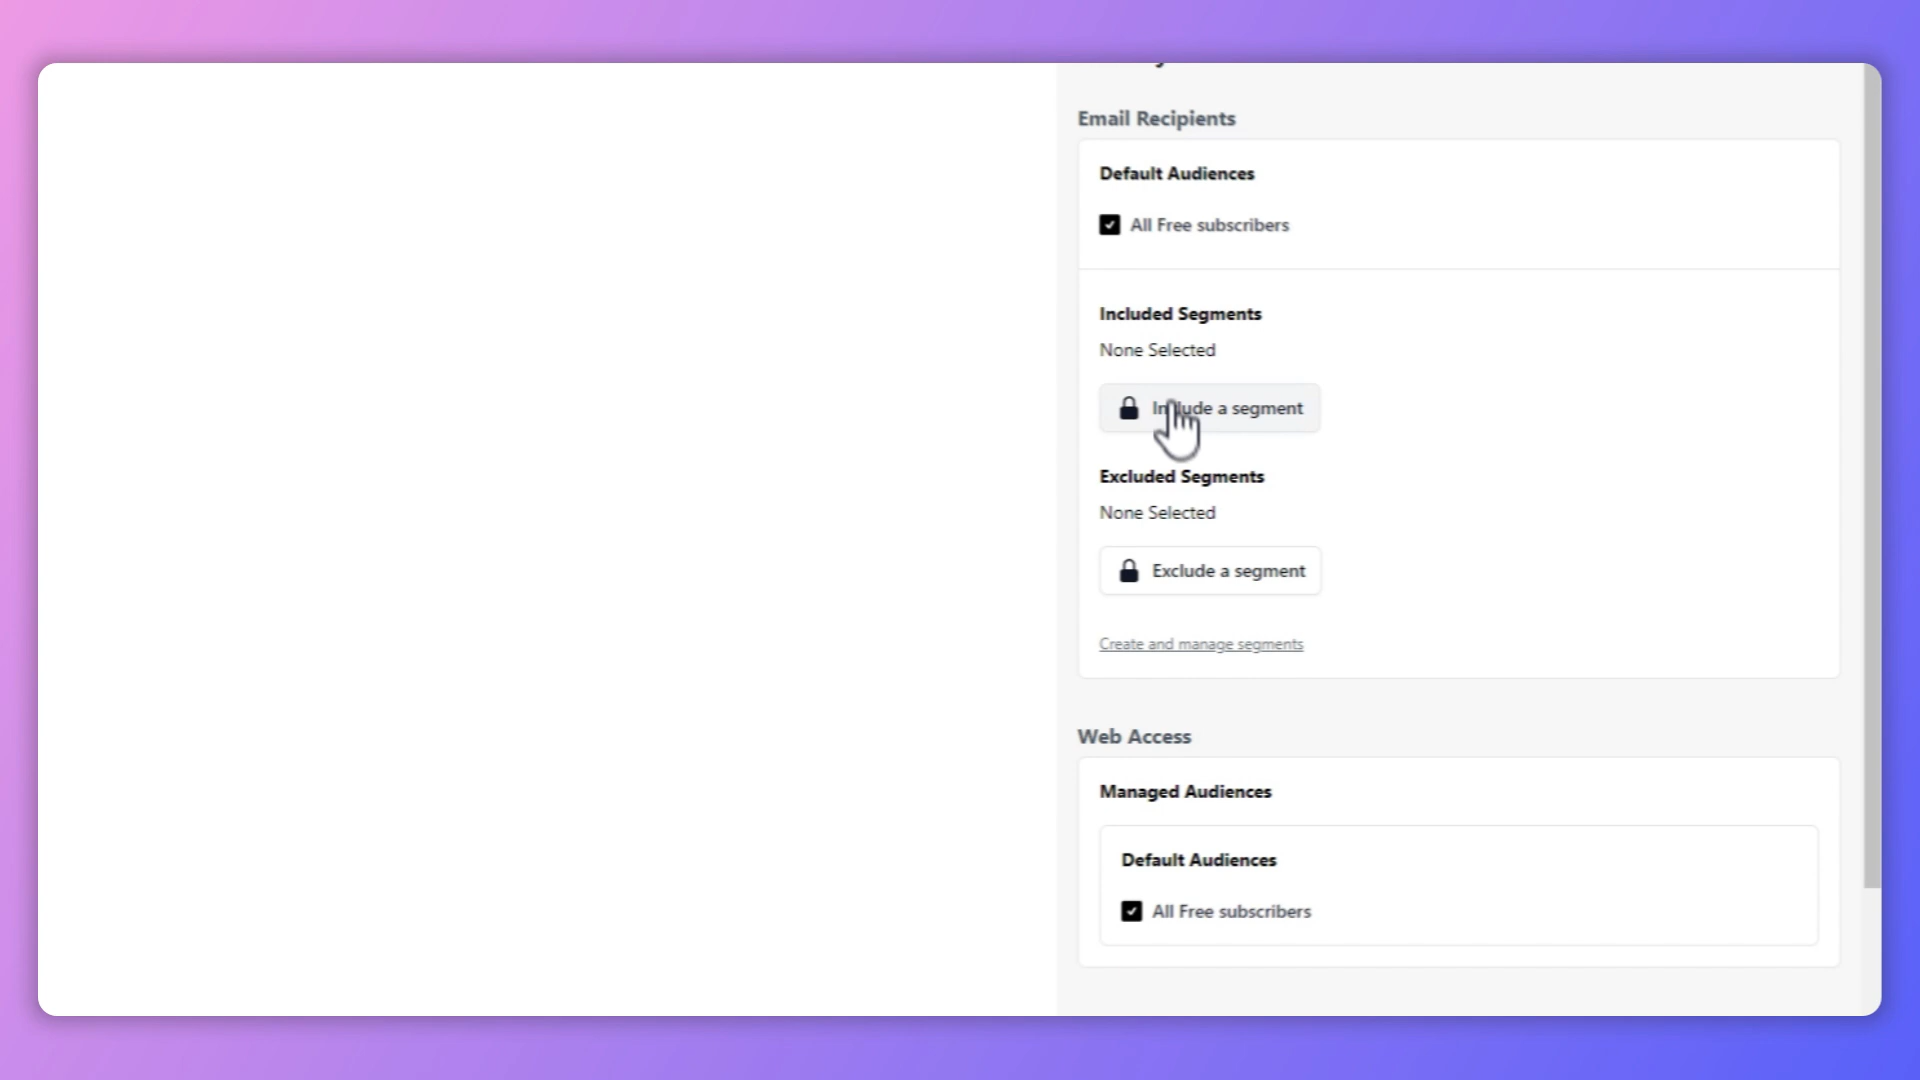 Email Recipients
Default Audiences
All Free subscribers
Included Segments
None Selected
Include a segment
Excluded Segments
None Selected
Exclude a segment
Create and manage segments
Web Access
Managed Audiences
Default Audiences
All Free subscribers